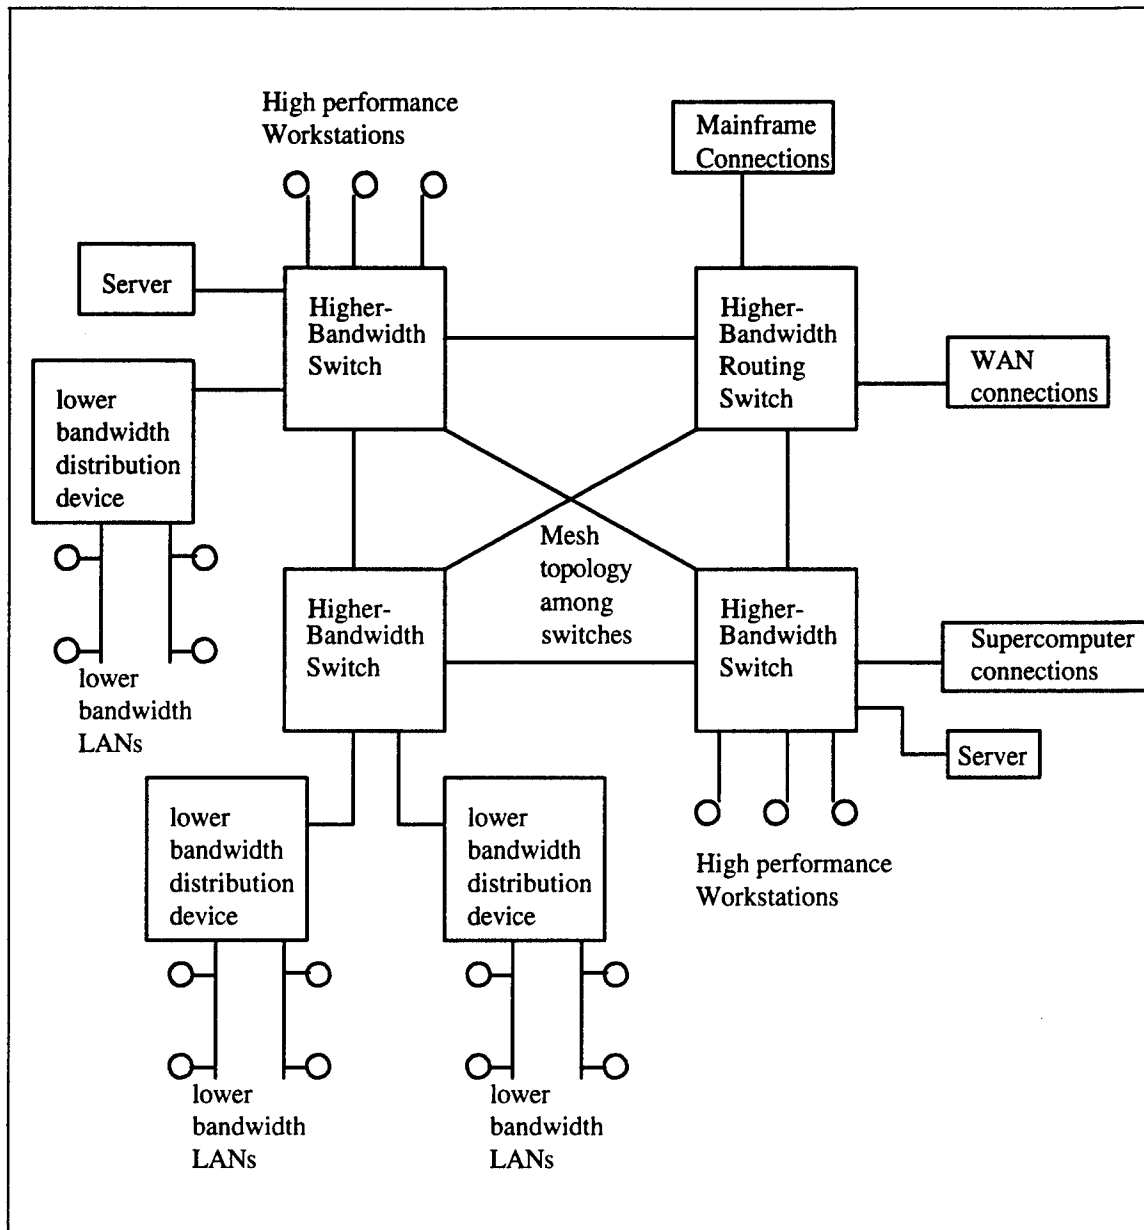 High performance
Workstations
Mainframe
Connections
Server
Higher-
Bandwidth
Switch
Higher-
Bandwidth
Routing
Switch
WAN
connections
lower
bandwidth
distribution
device
Mesh
topology
among
switches
Higher-
Bandwidth
Switch
Higher-
Bandwidth
Switch
Supercomputer
connections
lower
bandwidth
LANs
Server
lower
bandwidth
distribution
device
lower
bandwidth
distribution
device
High performance
Workstations
lower
bandwidth
LANs
lower
bandwidth
LANs